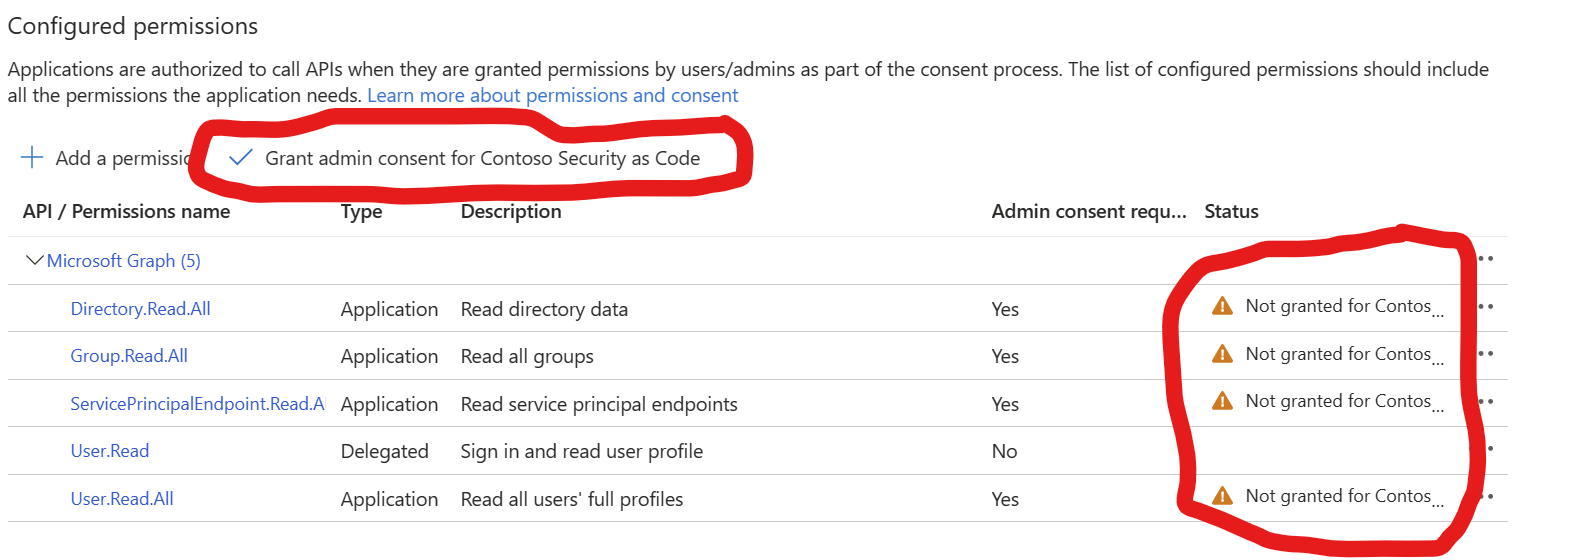 Configured permissions
Applications are authorized to call APIs when they are granted permissions by users/admins as part of the consent process. The list of configured permissions should include
all the permissions the application needs. Learn more about permissions and consent
Add a permissio Grant admin consent for Contoso Security as Code
API / Permissions name Type Description Admin consent requ... Status
Microsoft Graph (5)
Directory.Read.All Application Read directory data Yes Not granted for Contos...
Group.Read.All Application Read all groups Yes Not granted for Contos...
ServicePrincipalEndpoint.Read.Al Application Read service principal endpoints Yes Not granted for Contos...
User.Read Delegated Sign in and read user profile No
User.Read.All Application Read all users' full profiles Yes Not granted for Contos...